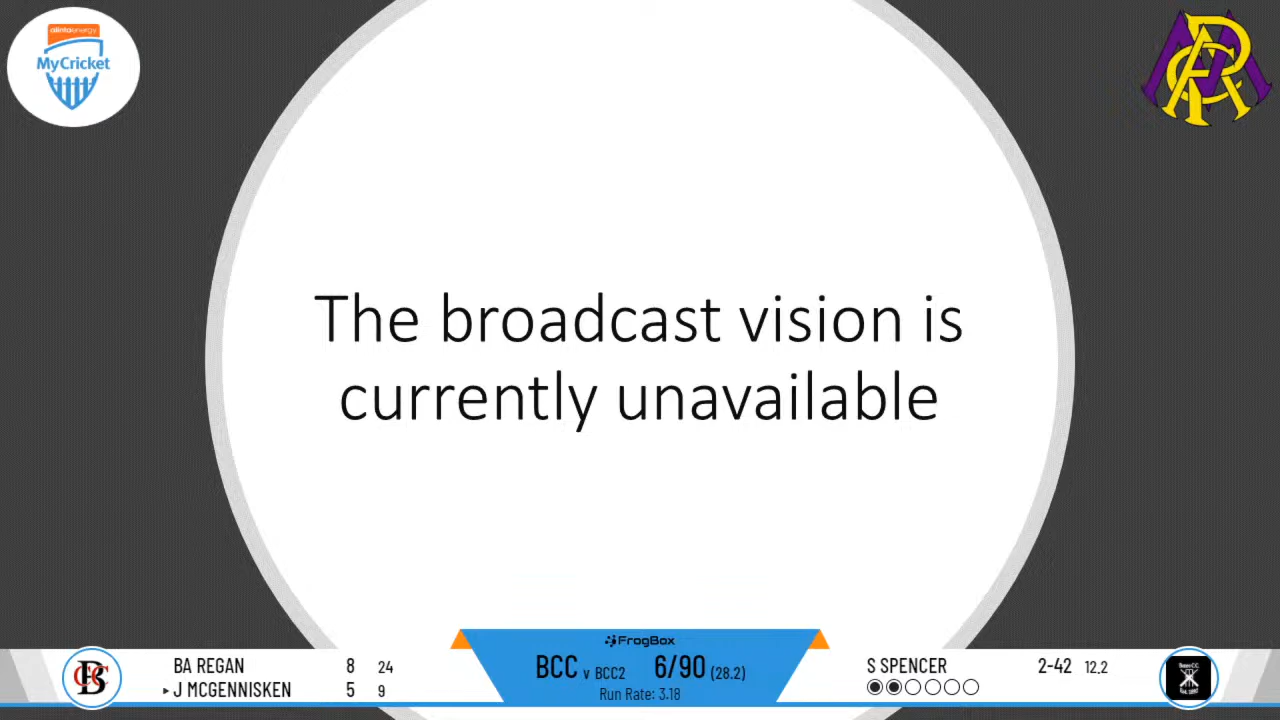 alintaenergy
MyCricket
The broadcast vision is
currently unavailable
FrogBox
BA REGAN 8 24
J MCGENNISKEN 5 9
BCC v BCC2 6/90 (28.2)
Run Rate: 3.18
S SPENCER 2-42 12.2